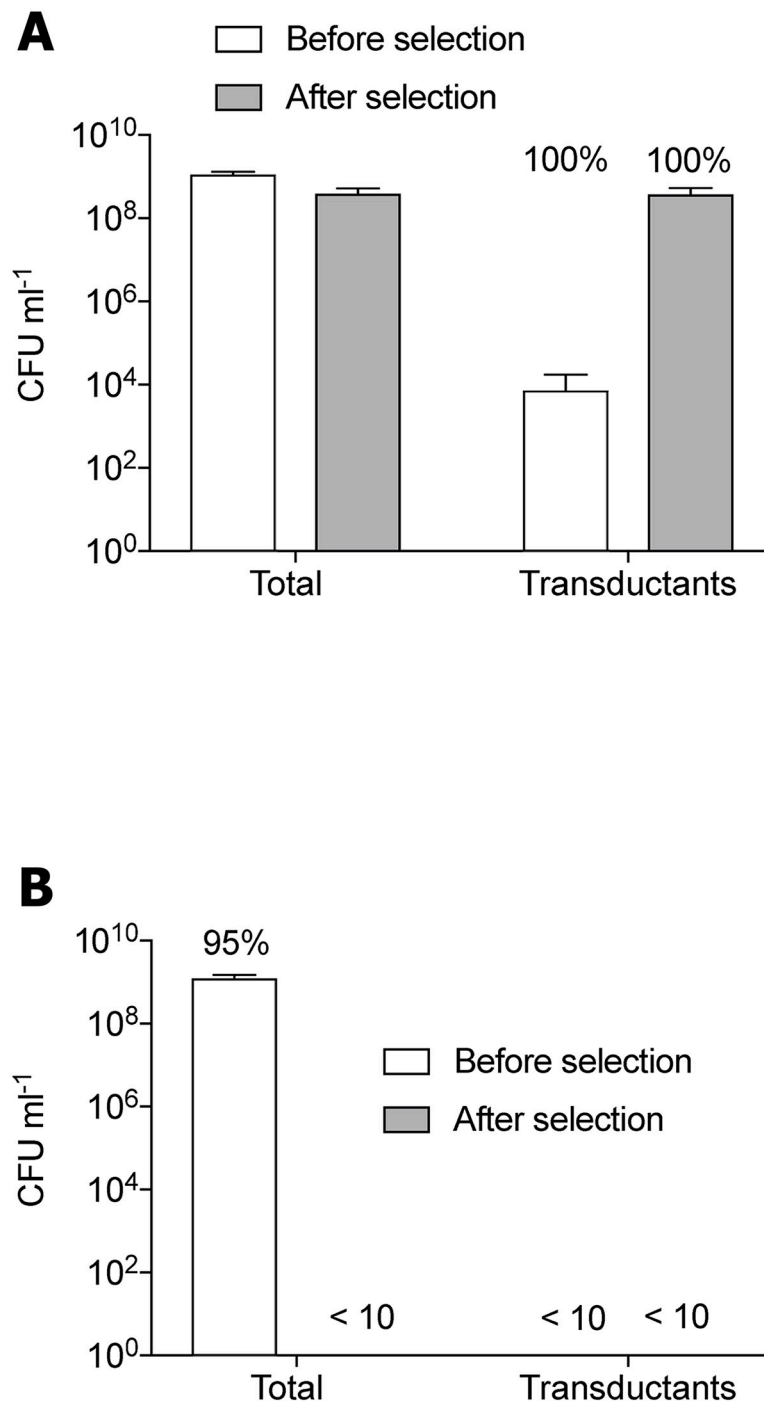 A
Before selection
After selection
10^10
100% 100%
10^8
10^6
10^4
10^2
10^0
CFU ml^-1
Total Transductants
B
10^10
95%
10^8
Before selection
10^6
After selection
10^4
10^2
< 10 < 10 < 10
10^0
CFU ml^-1
Total Transductants